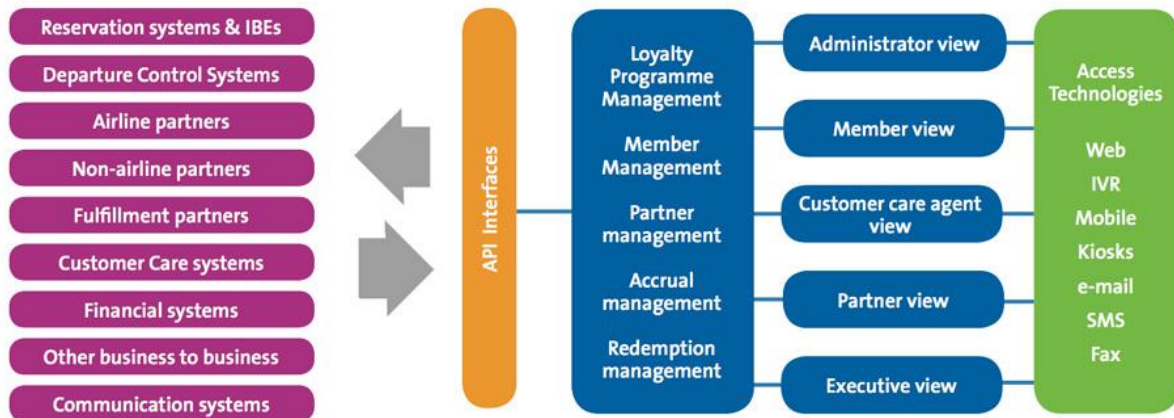 Reservation systems & IBEs
Departure Control Systems
Airline partners
Non-airline partners
Fulfillment partners
Customer Care systems
Financial systems
Other business to business
Communication systems
API Interfaces
Loyalty
Programme
Management
Member
Management
Partner
management
Accrual
management
Redemption
management
Administrator view
Member view
Customer care agent
view
Partner view
Executive view
Access
Technologies
Web
IVR
Mobile
Kiosks
e-mail
SMS
Fax